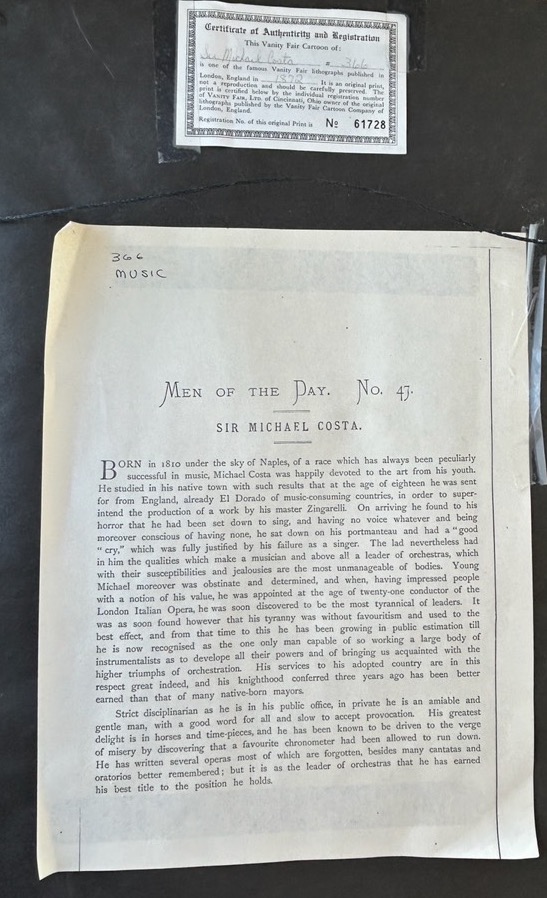 Certificate of Authenticity and Registration
This Vanity Fair Cartoon of:
Sir Michael Costa # 366
is one of the famous Vanity Fair lithographs published in
London, England in 1872 It is an original print,
not a reproduction and should be carefully preserved. The
print is certified below by the individual registration number
of VANITY FAIR, LTD. of Cincinnati, Ohio owner of the original
lithographs published by the Vanity Fair Cartoon Company of
London, England.
Registration No. of this original Print is No 61728
366
MUSIC
MEN OF THE DAY. No. 47.
SIR MICHAEL COSTA.
BORN in 1810 under the sky of Naples, of a race which has always been peculiarly
successful in music, Michael Costa was happily devoted to the art from his youth.
He studied in his native town with such results that at the age of eighteen he was sent
for from England, already El Dorado of music-consuming countries, in order to super-
intend the production of a work by his master Zingarelli. On arriving he found to his
horror that he had been set down to sing, and having no voice whatever and being
moreover conscious of having none, he sat down on his portmanteau and had a "good
"cry," which was fully justified by his failure as a singer. The lad nevertheless had
in him the qualities which make a musician and above all a leader of orchestras, which
with their susceptibilities and jealousies are the most unmanageable of bodies. Young
Michael moreover was obstinate and determined, and when, having impressed people
with a notion of his value, he was appointed at the age of twenty-one conductor of the
London Italian Opera, he was soon discovered to be the most tyrannical of leaders. It
was as soon found however that his tyranny was without favouritism and used to the
best effect, and from that time to this he has been growing in public estimation till
he is now recognised as the one only man capable of so working a large body of
instrumentalists as to develope all their powers and of bringing us acquainted with the
higher triumphs of orchestration. His services to his adopted country are in this
respect great indeed, and his knighthood conferred three years ago has been better
earned than that of many native-born mayors.
Strict disciplinarian as he is in his public office, in private he is an amiable and
gentle man, with a good word for all and slow to accept provocation. His greatest
delight is in horses and time-pieces, and he has been known to be driven to the verge
of misery by discovering that a favourite chronometer had been allowed to run down.
He has written several operas most of which are forgotten, besides many cantatas and
oratorios better remembered; but it is as the leader of orchestras that he has earned
his best title to the position he holds.